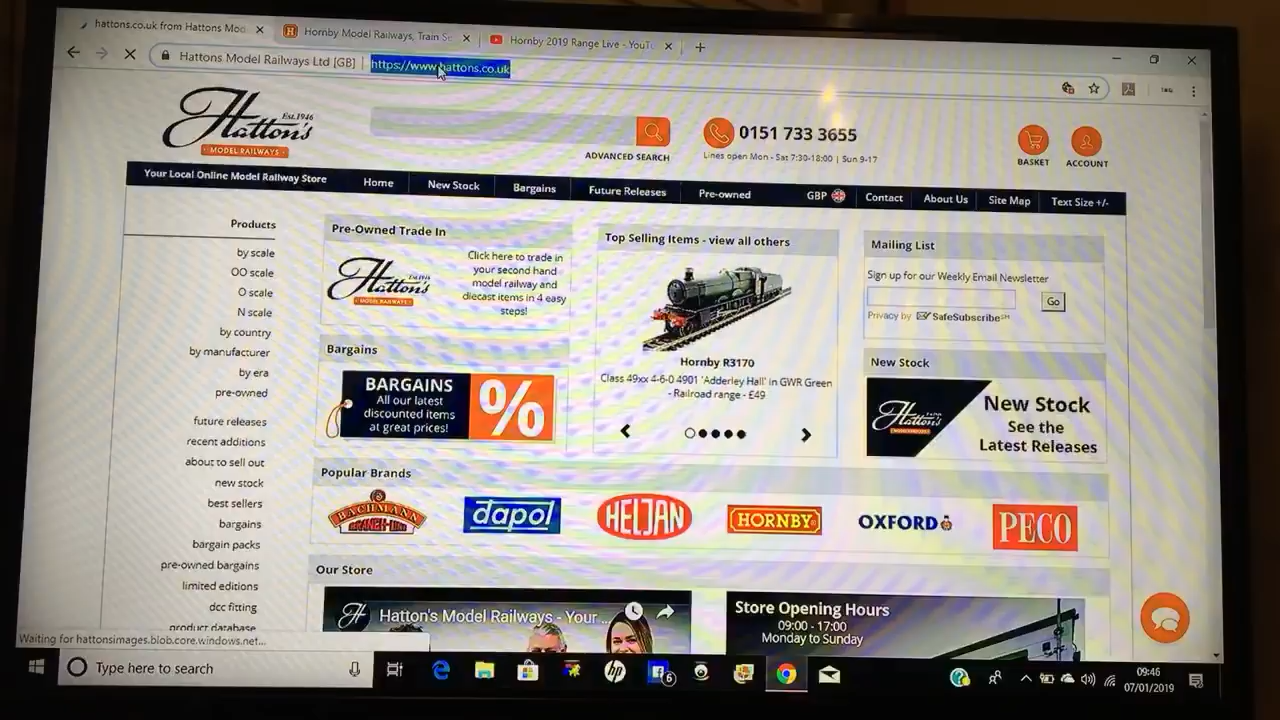 hattons.co.uk from Hattons Moo
Hornby Model Railways, Train Se
Hornby 2019 Range Live - YouTu
Hattons Model Railways Ltd [GB]
https://www.hattons.co.uk
Est.1946
Hatton's
MODEL RAILWAYS
ADVANCED SEARCH
0151 733 3655
Lines open Mon - Sat 7:30-18:00 | Sun 9-17
BASKET
ACCOUNT
Your Local Online Model Railway Store
Home
New Stock
Bargains
Future Releases
Pre-owned
GBP
Contact
About Us
Site Map
Text Size +/-
Products
by scale
OO scale
O scale
N scale
by country
by manufacturer
by era
pre-owned
future releases
recent additions
about to sell out
new stock
best sellers
bargains
bargain packs
pre-owned bargains
limited editions
dcc fitting
product database
Pre-Owned Trade In
Hatton's
MODEL RAILWAYS
Click here to trade in
your second hand
model railway and
diecast items in 4 easy
steps!
Bargains
BARGAINS
All our latest
discounted items
at great prices!
%
Top Selling Items - view all others
Hornby R3170
Class 49xx 4-6-0 4901 'Adderley Hall' in GWR Green
- Railroad range - £49
Mailing List
Sign up for our Weekly Email Newsletter
Go
Privacy by SafeSubscribe℠
New Stock
Hatton's
New Stock
See the
Latest Releases
Popular Brands
BACHMANN
BRANCH-LINE
dapol
HELJAN
HORNBY
OXFORD
PECO
Our Store
Hatton's Model Railways - Your ...
Store Opening Hours
09:00 - 17:00
Monday to Sunday
Waiting for hattonsimages.blob.core.windows.net...
Type here to search
hp
6
09:46
07/01/2019